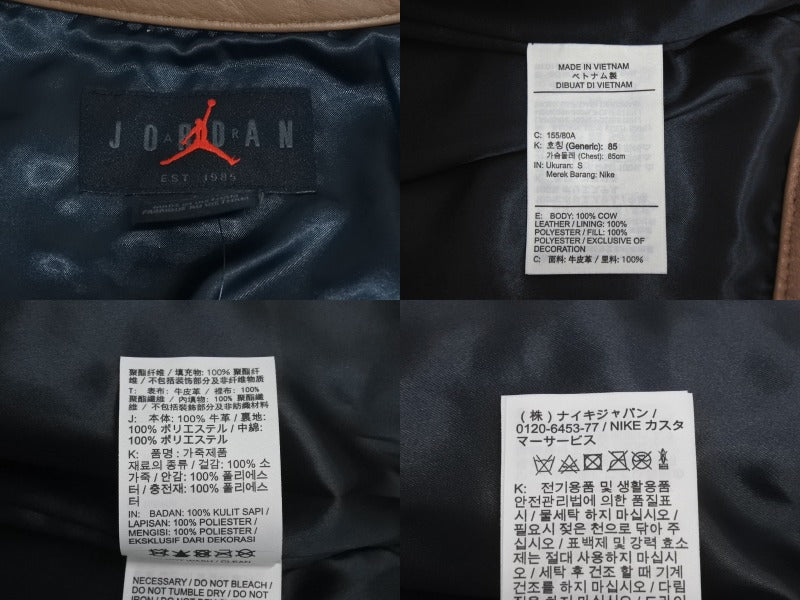 JORDAN
AIR
EST 1985
MADE IN VIETNAM
ベトナム製
DIBUAT DI VIETNAM
C: 155/80A
K: 호칭 (Generic): 85
가슴둘레 (Chest): 85cm
IN: Ukuran: S
Merek Barang: Nike
E: BODY: 100% COW
LEATHER / LINING: 100%
POLYESTER / FILL: 100%
POLYESTER / EXCLUSIVE OF
DECORATION
C: 面料: 牛皮革 / 里料: 100%
聚酯纤维 / 填充物: 100% 聚酯纤
维 / 不包括装饰部分及非纤维物质
T: 表布: 牛皮革 / 裡布: 100%
聚酯纖維 / 內填物: 100% 聚酯纖
維 / 不包括裝飾部分及非紡織材料
J: 本体: 100% 牛革 / 裏地:
100% ポリエステル / 中綿:
100% ポリエステル
K: 품명 : 가죽제품
재료의 종류 / 겉감: 100% 소
가죽 / 안감: 100% 폴리에스
터 / 충전재: 100% 폴리에스
터
IN: BADAN: 100% KULIT SAPI /
LAPISAN: 100% POLIESTER /
MENGISI: 100% POLIESTER /
EKSKLUSIF DARI DEKORASI
NECESSARY / DO NOT BLEACH /
DO NOT TUMBLE DRY / DO NOT
(株) ナイキジャパン /
0120-6453-77 / NIKE カスタ
マーサービス
K: 전기용품 및 생활용품
안전관리법에 의한 품질표
시 / 물세탁 하지 마십시오 /
필요시 젖은 천으로 닦아 주
십시오 / 표백제 및 강력 효소
제는 절대 사용하지 마십시
오 / 세탁 후 건조 할 때 기계
건조를 하지 마십시오 / 다림